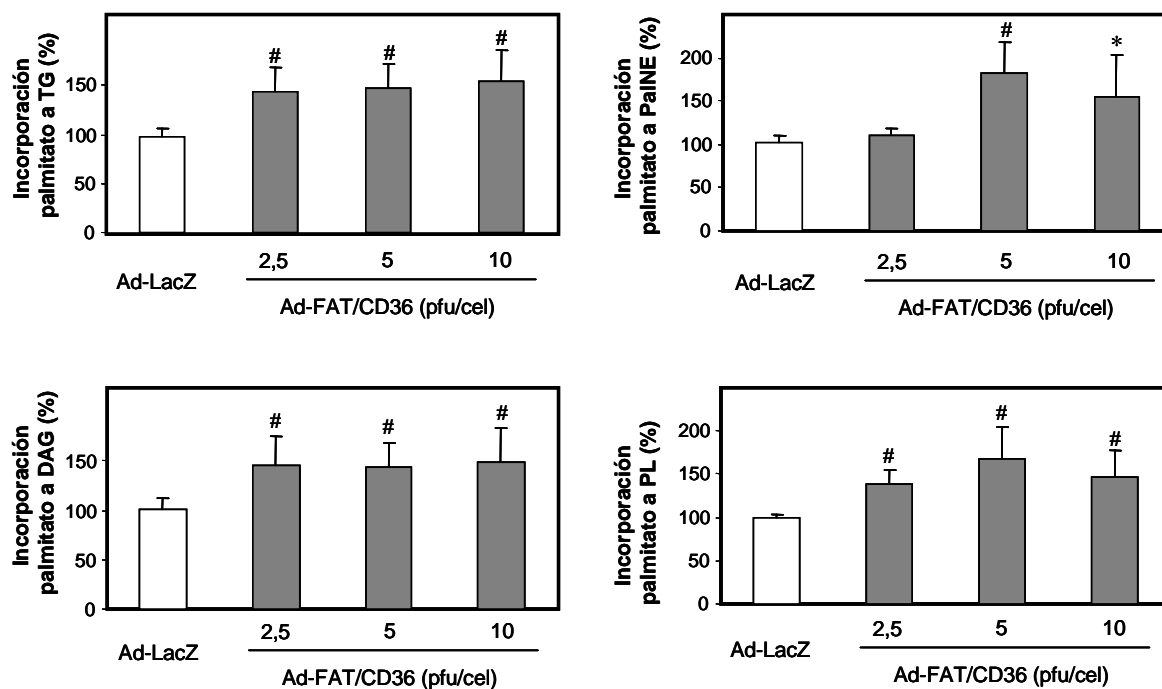 Incorporación
palmitato a TG (%)
150
100
50
0
# # #
Ad-LacZ
2,5 5 10
Ad-FAT/CD36 (pfu/cel)
Incorporación
palmitato a PalNE (%)
200
150
100
50
0
# *
Ad-LacZ
2,5 5 10
Ad-FAT/CD36 (pfu/cel)
Incorporación
palmitato a DAG (%)
150
100
50
0
# # #
Ad-LacZ
2,5 5 10
Ad-FAT/CD36 (pfu/cel)
Incorporación
palmitato a PL (%)
200
150
100
50
0
# # #
Ad-LacZ
2,5 5 10
Ad-FAT/CD36 (pfu/cel)